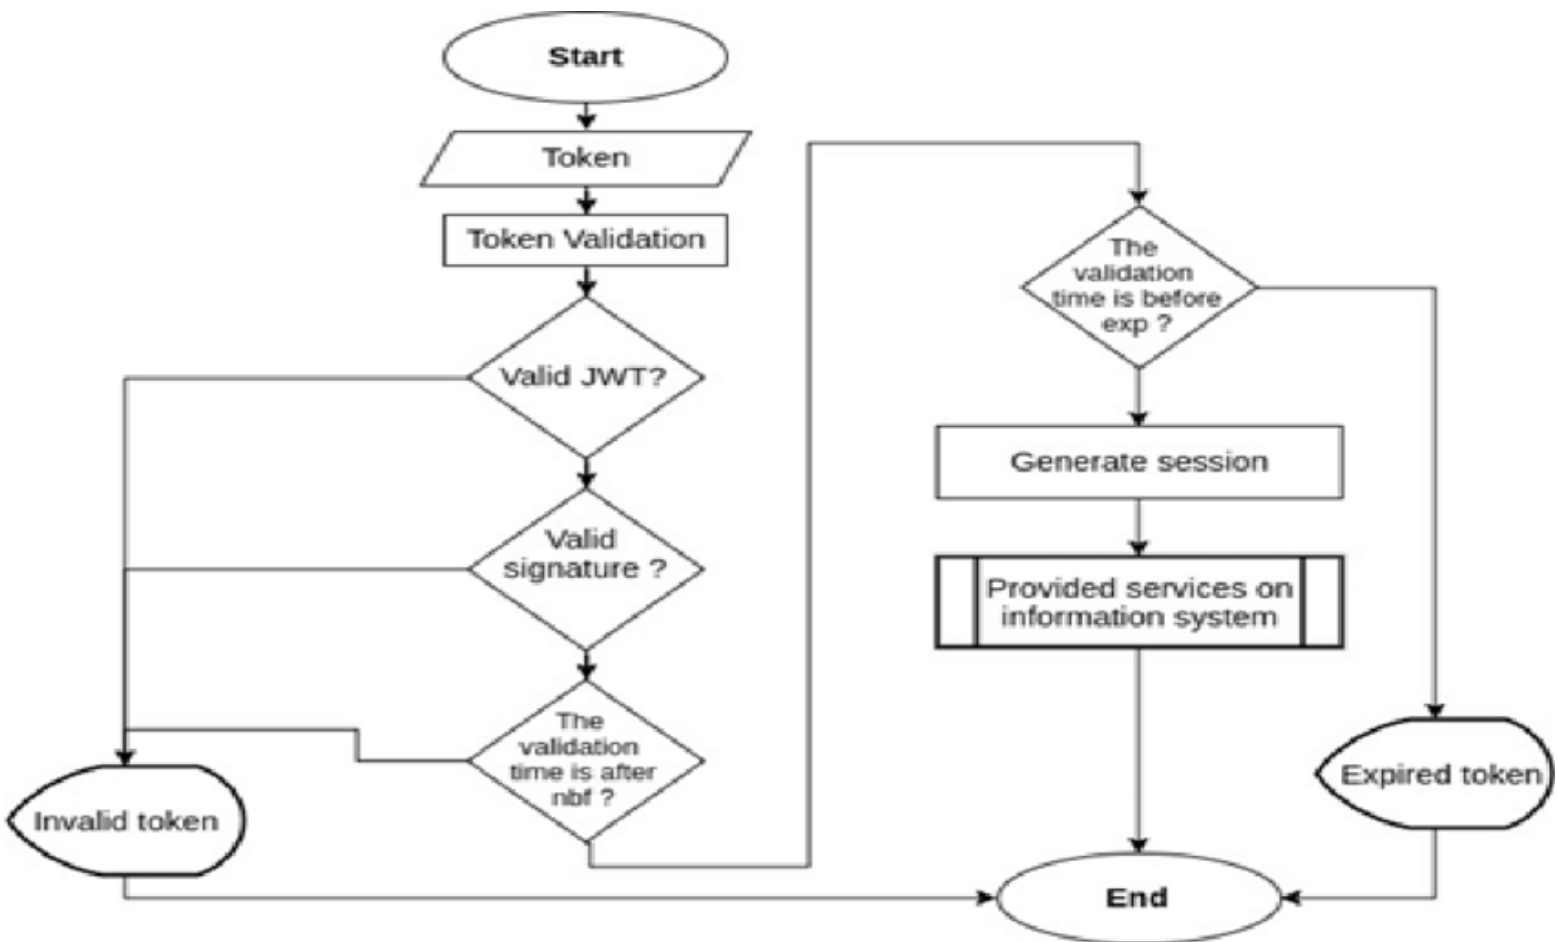 Start
Token
Token Validation
Valid JWT?
Valid
signature ?
The
validation
time is after
nbf ?
Invalid token
The
validation
time is before
exp ?
Generate session
Provided services on
information system
Expired token
End